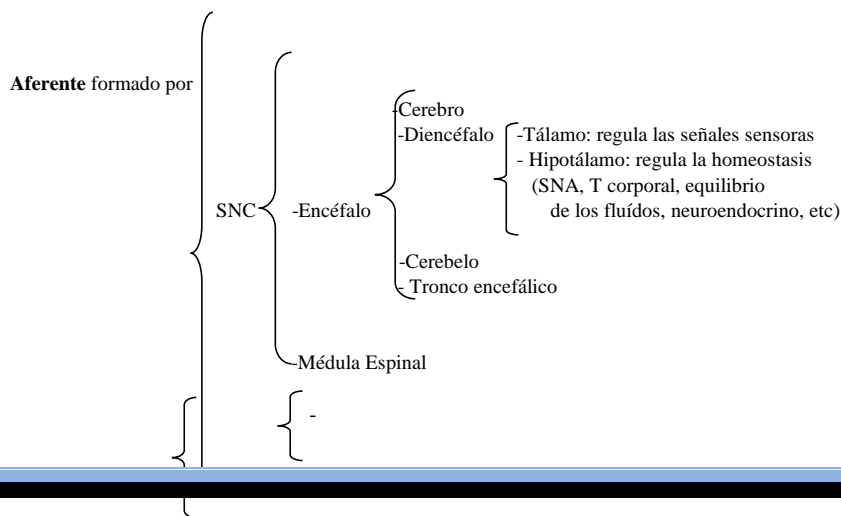 Aferente formado por
-Cerebro
-Diencéfalo
-Tálamo: regula las señales sensoras
- Hipotálamo: regula la homeostasis
(SNA, T corporal, equilibrio
de los fluídos, neuroendocrino, etc)
SNC
-Encéfalo
-Cerebelo
- Tronco encefálico
-Médula Espinal
-